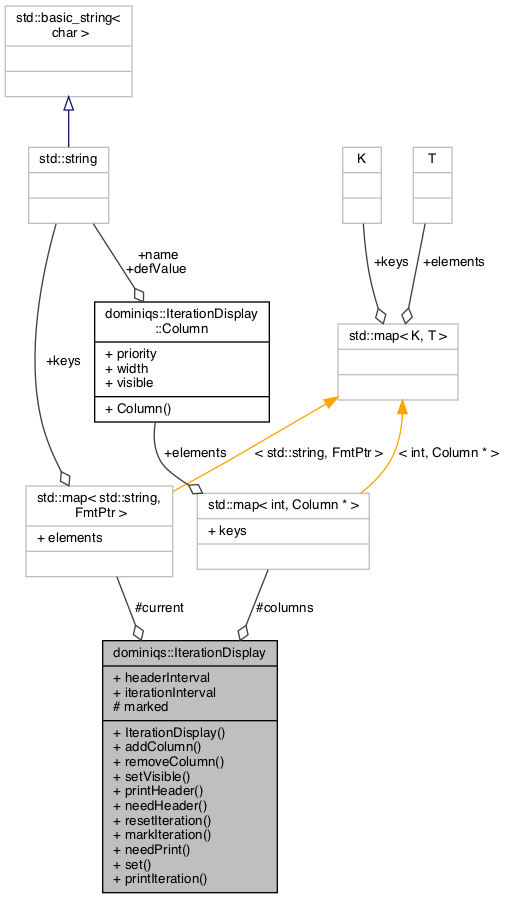 std::basic_string<
char >
std::string
K
T
+name
+defValue
+keys
+elements
dominiqs::IterationDisplay
::Column
+ priority
+ width
+ visible
+ Column()
std::map< K, T >
+keys
+elements
< std::string, FmtPtr >
< int, Column * >
std::map< std::string,
FmtPtr >
+ elements
std::map< int, Column * >
+ keys
#current
#columns
dominiqs::IterationDisplay
+ headerInterval
+ iterationInterval
# marked
+ IterationDisplay()
+ addColumn()
+ removeColumn()
+ setVisible()
+ printHeader()
+ needHeader()
+ resetIteration()
+ markIteration()
+ needPrint()
+ set()
+ printIteration()